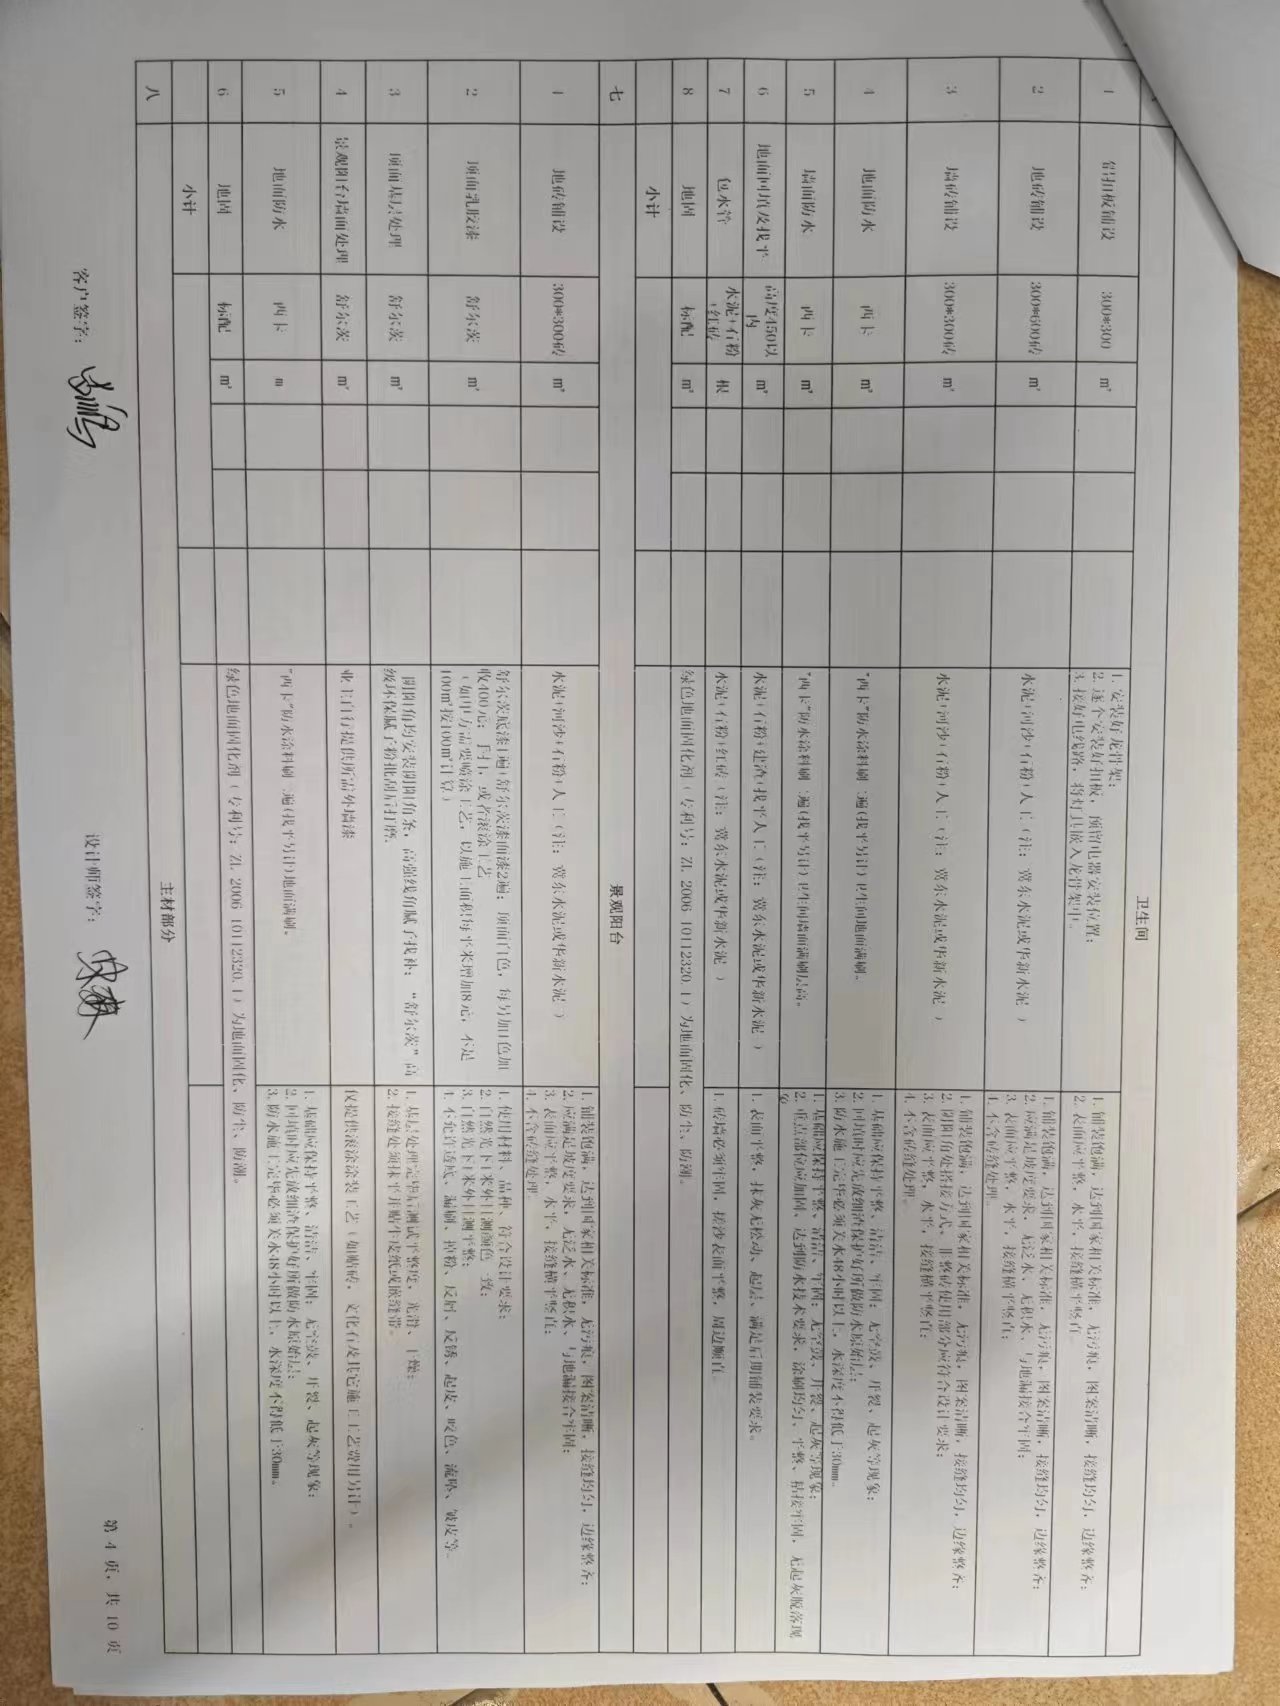 卫生间
1 铝扣板铺设 300*300 m² 1. 安装好龙骨架;
2. 逐个安装好扣板，预留电器安装位置;
3. 接好电线路，将灯具嵌入龙骨架中。
1. 铺装饱满，达到国家相关标准，无污痕，图案清晰，接缝均匀，边缘整齐;
2. 表面应平整，水平，接缝横平竖直。
2 地砖铺设 300*600砖 m² 水泥+河沙+石粉+人工（注：冀东水泥或华新水泥 ）
1. 铺装饱满，达到国家相关标准，无污痕，图案清晰，接缝均匀，边缘整齐;
2. 应满足坡度要求，无泛水、无积水、与地漏接合牢固;
3. 表面应平整，水平，接缝横平竖直;
4. 不含砖缝处理。
3 墙砖铺设 300*300砖 m² 水泥+河沙+石粉+人工（注：冀东水泥或华新水泥 ）
1. 铺装饱满，达到国家相关标准，无污痕，图案清晰，接缝均匀，边缘整齐;
2. 阴阳角处搭接方式、非整砖使用部分应符合设计要求;
3. 表面应平整，水平，接缝横平竖直;
4. 不含砖缝处理。
4 地面防水 西卡 m² "西卡"防水涂料刷二遍(找平另计)卫生间地面满刷。
1. 基础应保持平整、清洁、牢固; 无空鼓、开裂、起灰等现象;
2. 回填时应先放细渣保护好所做防水原始层;
3. 防水施工完毕必须关水48小时以上，水深度不得低于30mm。
5 墙面防水 西卡 m² "西卡"防水涂料刷二遍(找平另计)卫生间墙面满刷层高。
1. 基础应保持平整、清洁、牢固; 无空鼓、开裂、起灰等现象;
2. 重点部位应加固、达到防水技术要求，涂刷均匀、平整、粘接牢固，无起灰脱落现
象
6 地面回填及找平 高度450以内 m² 水泥+石粉+建渣+找平人工（注：冀东水泥或华新水泥 ） 1. 表面平整，抹灰无松动、起层、满足后期铺装要求。
7 包水管 水泥+石粉+红砖 根 水泥+石粉+红砖（注：冀东水泥或华新水泥 ） 1. 砖墙必须牢固，搓沙表面平整，周边顺直。
8 地固 标配 m² 绿色地面固化剂（专利号：ZL 2006 10112320.1）为地面固化、防尘、防潮。
小计
七 景观阳台
1 地砖铺设 300*300砖 m² 水泥+河沙+石粉+人工（注：冀东水泥或华新水泥 ）
1. 铺装饱满，达到国家相关标准，无污痕，图案清晰，接缝均匀，边缘整齐;
2. 应满足坡度要求，无泛水、无积水、与地漏接合牢固;
3. 表面应平整，水平，接缝横平竖直;
4. 不含砖缝处理。
2 顶面乳胶漆 舒尔茨 m² 舒尔茨底漆1遍+舒尔茨漆面漆2遍; 顶面白色，每另加1色加
收400元; 手扫，或者滚涂工艺
（如甲方需要喷涂工艺，以施工面积每平米增加8元，不足
100m²按100m²计算）
1. 使用材料、品种、符合设计要求;
2. 自然光下1米外目测颜色一致;
3. 自然光下1米外目测平整;
4. 不允许透底、漏刷、掉粉、反届、反锈、起皮、咬色、流坠、皱皮等。
3 顶面基层处理 舒尔茨 m² 阴阳角均安装阴阳角条，高强线角腻子找补; “舒尔茨”高
级环保腻子粉批刮后打磨.
1. 基层处理完毕后测试平整度，光滑、干燥;
2. 接缝处须抹平并贴牛皮纸或嵌缝带。
4 景观阳台墙面处理 舒尔茨 m² 业主自行提供所需外墙漆 仅提供滚涂涂装工艺（如贴砖，文化石及其它施工工艺费用另计）。
5 地面防水 西卡 m "西卡"防水涂料刷二遍(找平另计)地面满刷。
1. 基础应保持平整、清洁、牢固; 无空鼓、开裂、起灰等现象;
2. 回填时应先放细渣保护好所做防水原始层;
3. 防水施工完毕必须关水48小时以上，水深度不得低于30mm。
6 地固 标配 m² 绿色地面固化剂（专利号：ZL 2006 10112320.1）为地面固化、防尘、防潮。
小计
八 主材部分
客户签字: 设计师签字:
第 4 页，共 10 页